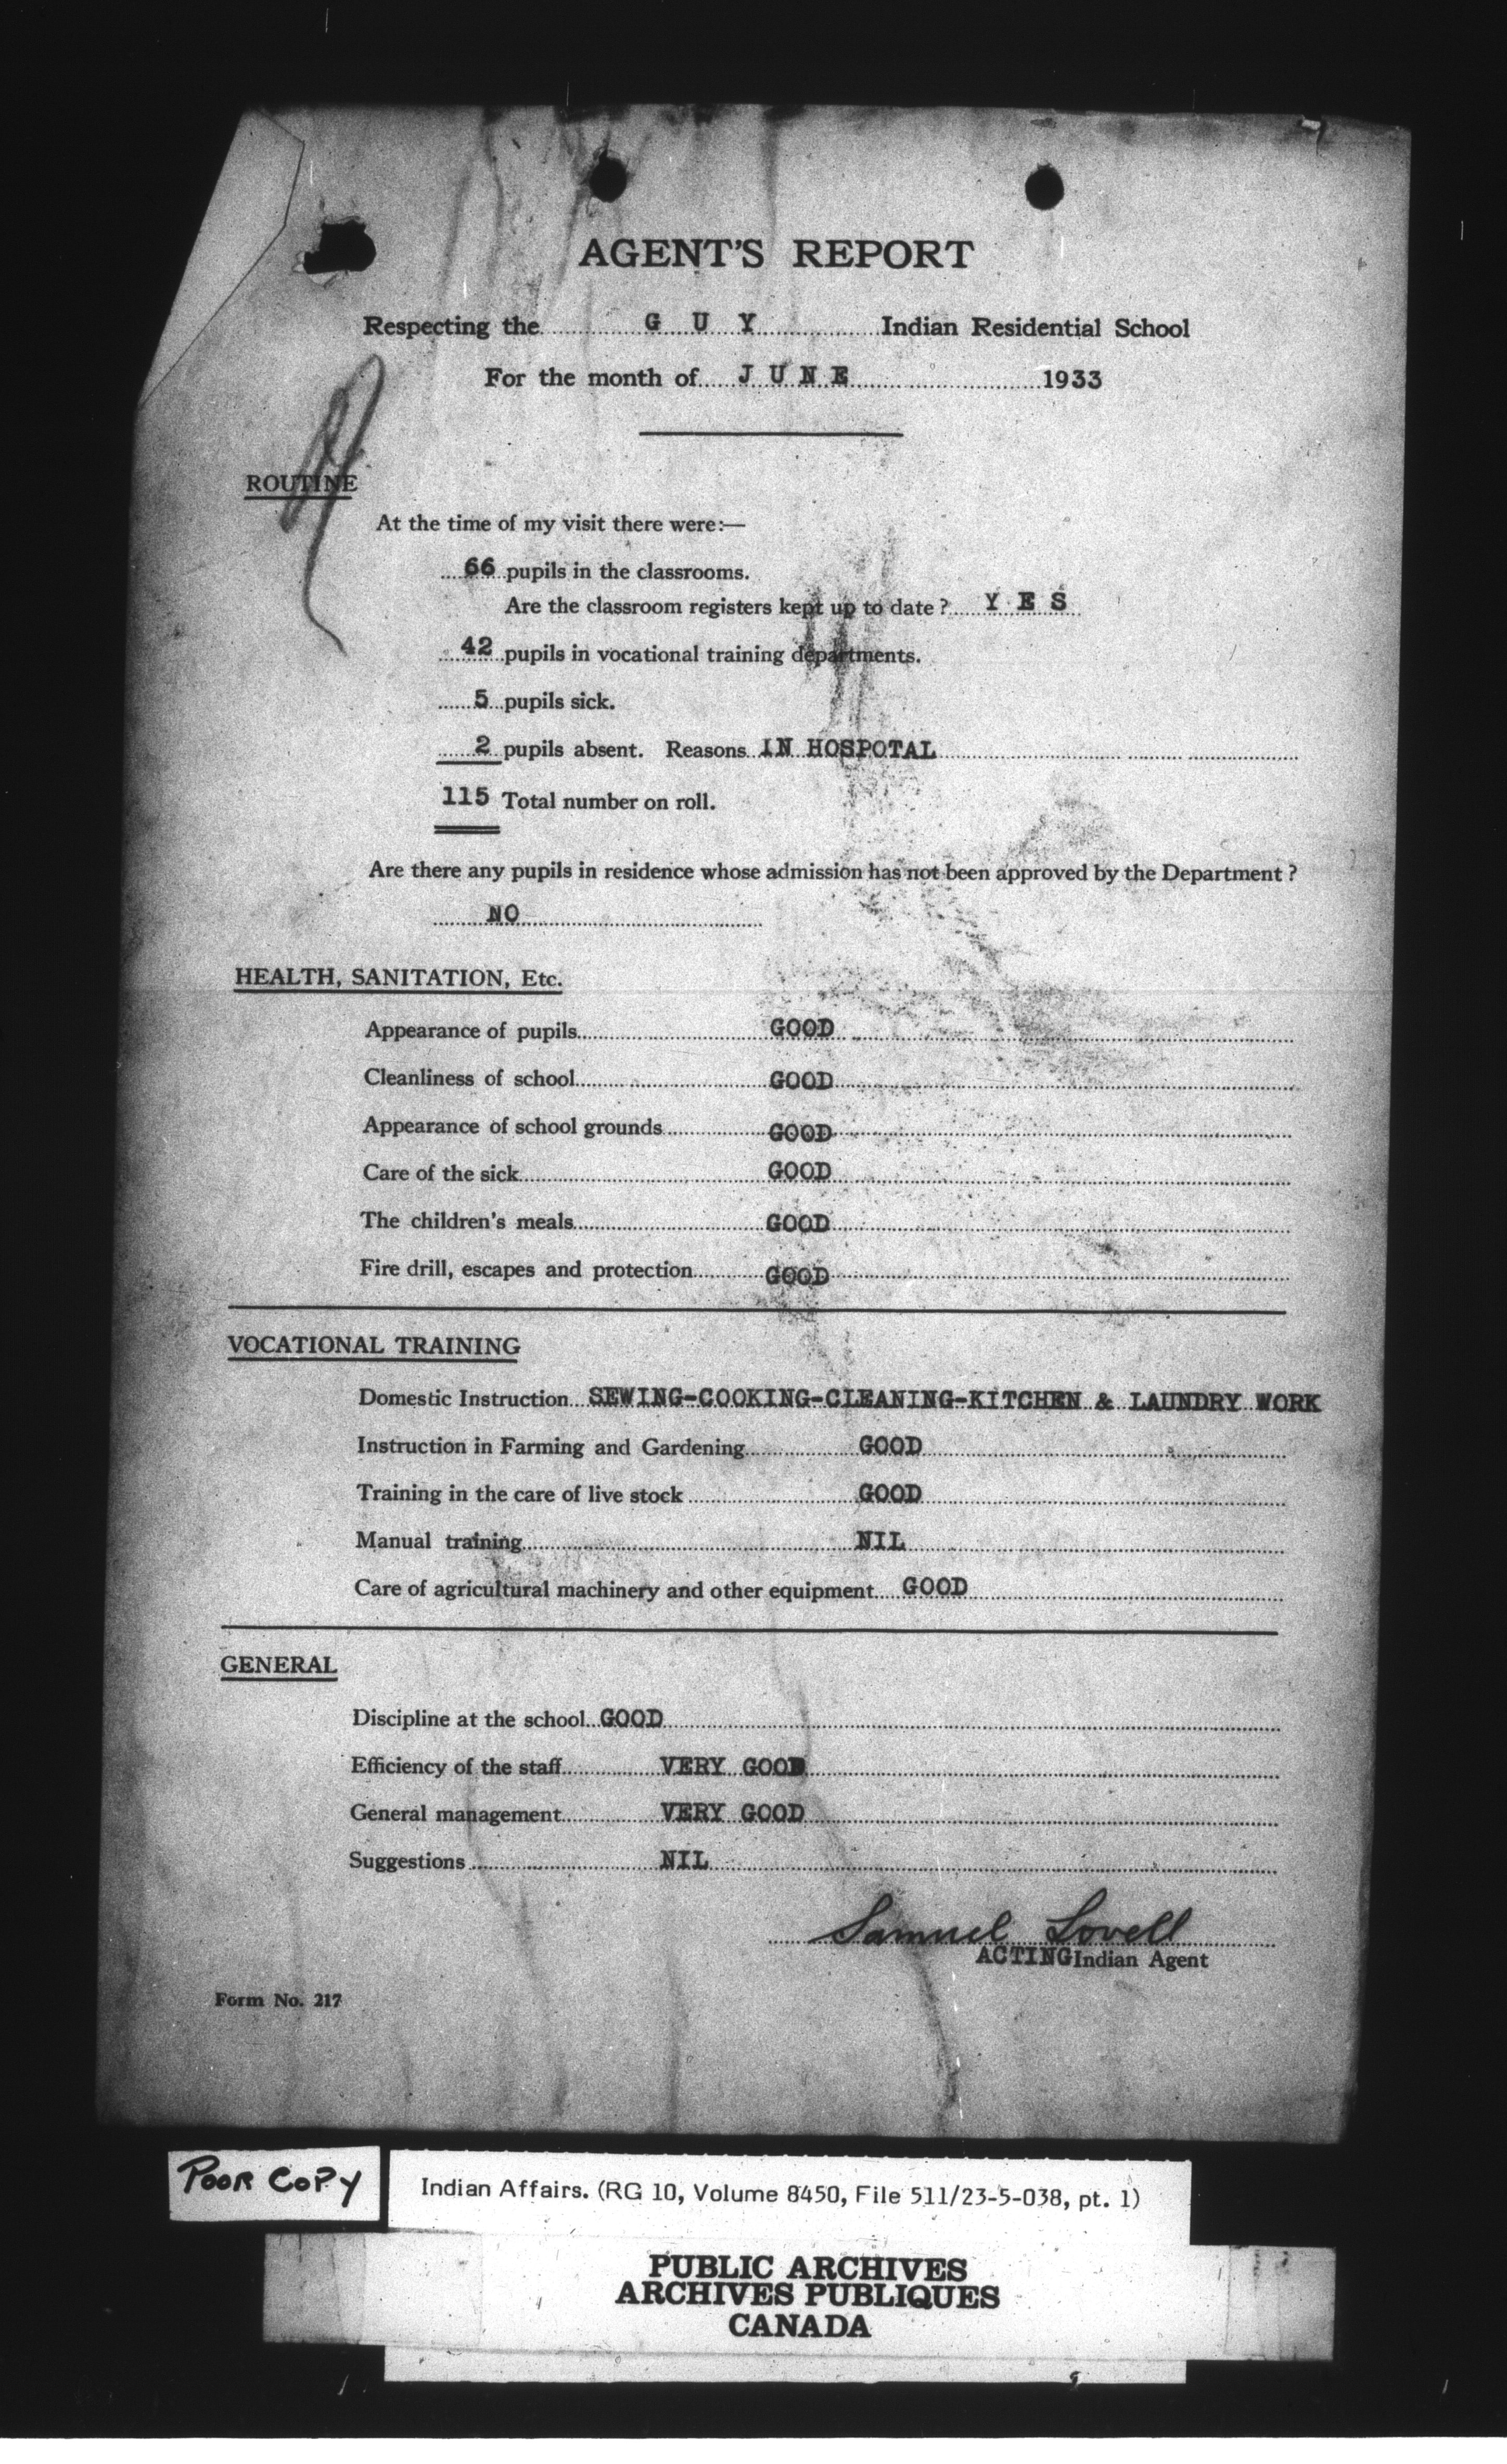 AGENT'S REPORT
Respecting the G U Y Indian Residential School
For the month of J U N E 1933
ROUTINE
At the time of my visit there were:—
66 pupils in the classrooms.
Are the classroom registers kept up to date ? Y E S
42 pupils in vocational training departments.
5 pupils sick.
2 pupils absent. Reasons IN HOSPOTAL
115 Total number on roll.
Are there any pupils in residence whose admission has not been approved by the Department ?
NO
HEALTH, SANITATION, Etc.
Appearance of pupils GOOD
Cleanliness of school GOOD
Appearance of school grounds GOOD
Care of the sick GOOD
The children's meals GOOD
Fire drill, escapes and protection GOOD
VOCATIONAL TRAINING
Domestic Instruction SEWING-COOKING-CLEANING-KITCHEN & LAUNDRY WORK
Instruction in Farming and Gardening GOOD
Training in the care of live stock GOOD
Manual training NIL
Care of agricultural machinery and other equipment GOOD
GENERAL
Discipline at the school GOOD
Efficiency of the staff VERY GOOD
General management VERY GOOD
Suggestions NIL
Samuel Lovell
ACTING Indian Agent
Form No. 217
POOR COPY
Indian Affairs. (RG 10, Volume 8450, File 511/23-5-038, pt. 1)
PUBLIC ARCHIVES
ARCHIVES PUBLIQUES
CANADA